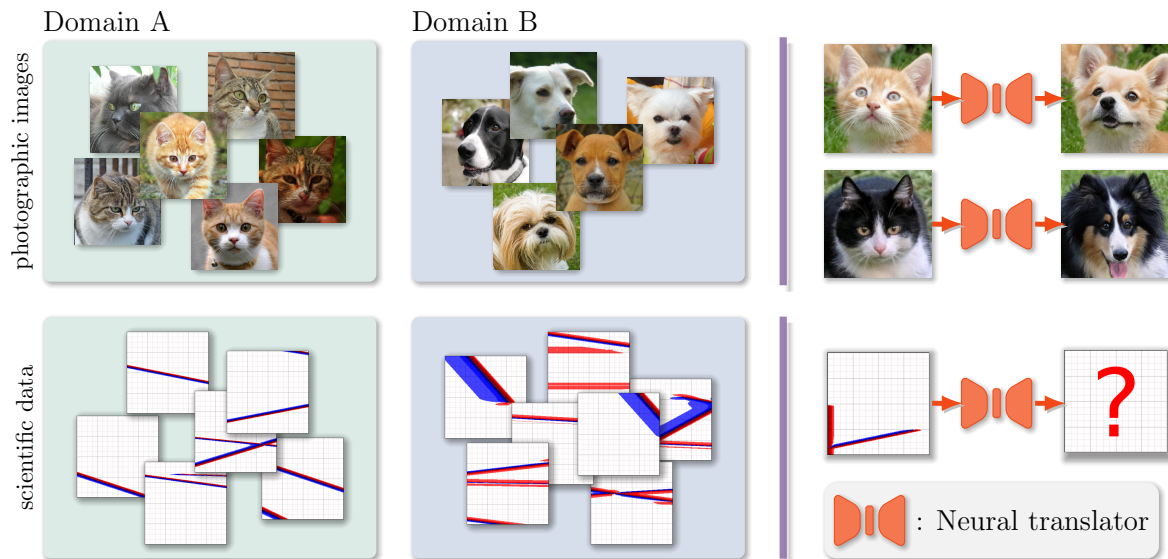 Domain A
Domain B
photographic images
scientific data
?
: Neural translator